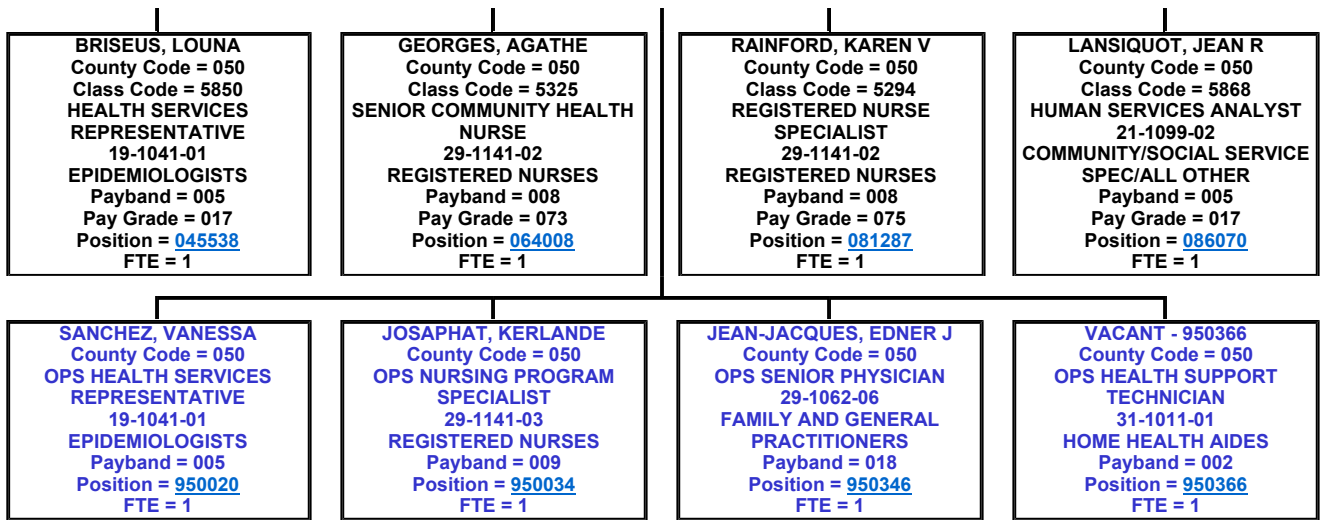 BRISEUS, LOUNA
County Code = 050
Class Code = 5850
HEALTH SERVICES
REPRESENTATIVE
19-1041-01
EPIDEMIOLOGISTS
Payband = 005
Pay Grade = 017
Position = 045538
FTE = 1
GEORGES, AGATHE
County Code = 050
Class Code = 5325
SENIOR COMMUNITY HEALTH
NURSE
29-1141-02
REGISTERED NURSES
Payband = 008
Pay Grade = 073
Position = 064008
FTE = 1
RAINFORD, KAREN V
County Code = 050
Class Code = 5294
REGISTERED NURSE
SPECIALIST
29-1141-02
REGISTERED NURSES
Payband = 008
Pay Grade = 075
Position = 081287
FTE = 1
LANSIQUOT, JEAN R
County Code = 050
Class Code = 5868
HUMAN SERVICES ANALYST
21-1099-02
COMMUNITY/SOCIAL SERVICE
SPEC/ALL OTHER
Payband = 005
Pay Grade = 017
Position = 086070
FTE = 1
SANCHEZ, VANESSA
County Code = 050
OPS HEALTH SERVICES
REPRESENTATIVE
19-1041-01
EPIDEMIOLOGISTS
Payband = 005
Position = 950020
FTE = 1
JOSAPHAT, KERLANDE
County Code = 050
OPS NURSING PROGRAM
SPECIALIST
29-1141-03
REGISTERED NURSES
Payband = 009
Position = 950034
FTE = 1
JEAN-JACQUES, EDNER J
County Code = 050
OPS SENIOR PHYSICIAN
29-1062-06
FAMILY AND GENERAL
PRACTITIONERS
Payband = 018
Position = 950346
FTE = 1
VACANT - 950366
County Code = 050
OPS HEALTH SUPPORT
TECHNICIAN
31-1011-01
HOME HEALTH AIDES
Payband = 002
Position = 950366
FTE = 1